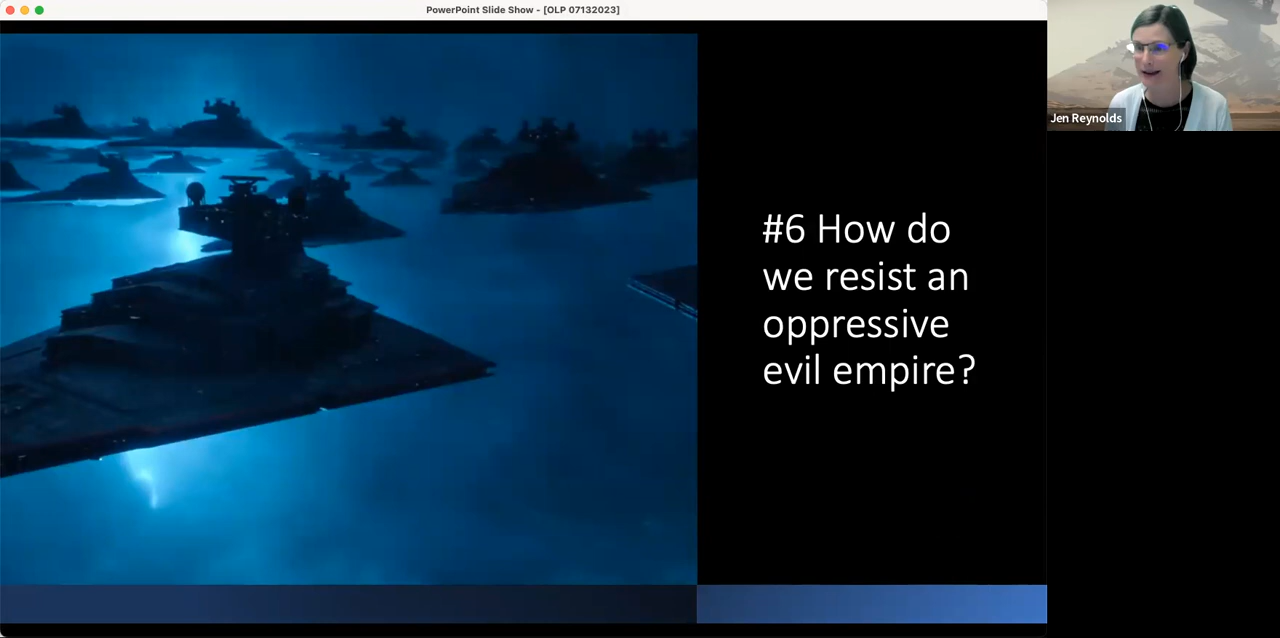 PowerPoint Slide Show - [OLP 07132023]
Jen Reynolds
#6 How do
we resist an
oppressive
evil empire?